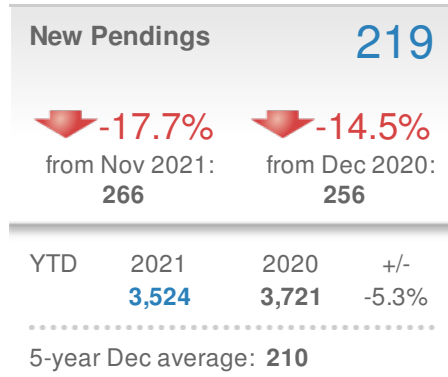 New Pendings 219
-17.7% -14.5%
from Nov 2021: from Dec 2020:
266 256
YTD 2021 2020 +/-
3,524 3,721 -5.3%
5-year Dec average: 210